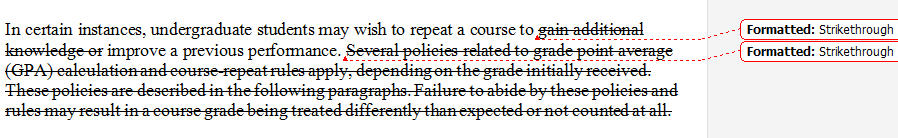 In certain instances, undergraduate students may wish to repeat a course to gain additional
knowledge or improve a previous performance. Several policies related to grade point average
(GPA) calculation and course-repeat rules apply, depending on the grade initially received.
These policies are described in the following paragraphs. Failure to abide by these policies and
rules may result in a course grade being treated differently than expected or not counted at all.
Formatted: Strikethrough
Formatted: Strikethrough